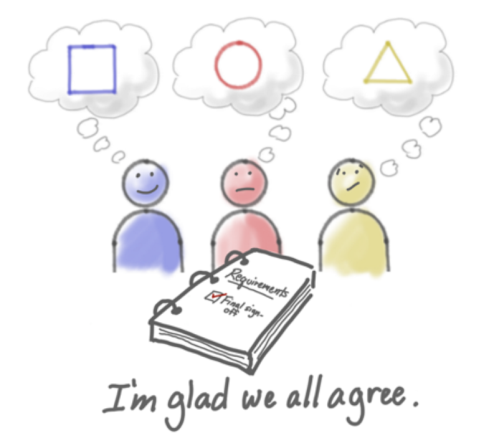 Requirements
Final sign-
off
I'm glad we all agree.